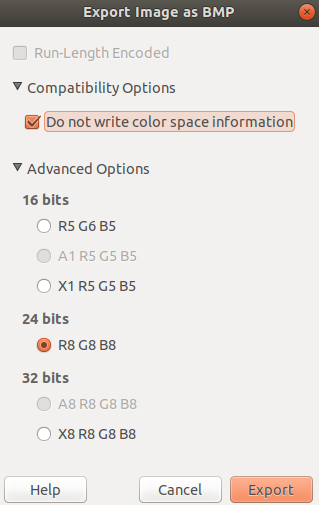 Export Image as BMP
Run-Length Encoded
Compatibility Options
Do not write color space information
Advanced Options
16 bits
R5 G6 B5
A1 R5 G5 B5
X1 R5 G5 B5
24 bits
R8 G8 B8
32 bits
A8 R8 G8 B8
X8 R8 G8 B8
Help Cancel Export